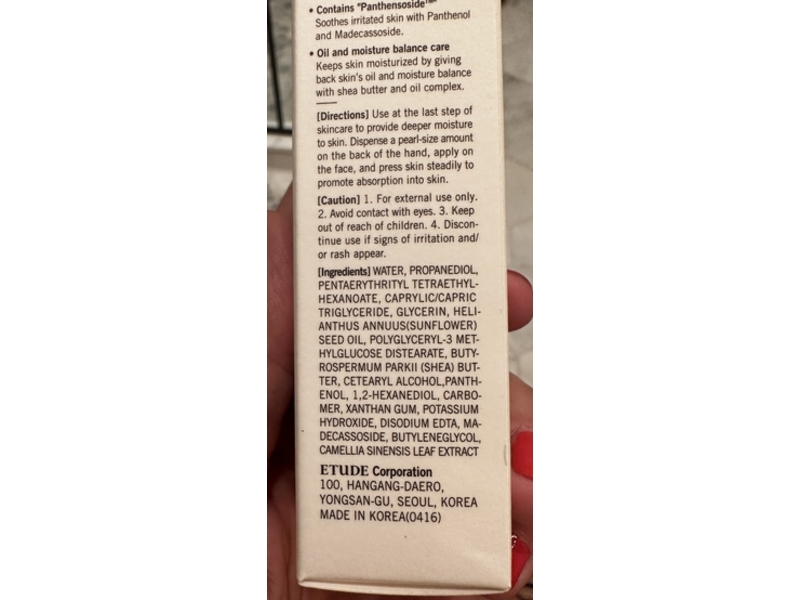 • Contains "Panthensoside™"
Soothes irritated skin with Panthenol
and Madecassoside.
• Oil and moisture balance care
Keeps skin moisturized by giving
back skin's oil and moisture balance
with shea butter and oil complex.
[Directions] Use at the last step of
skincare to provide deeper moisture
to skin. Dispense a pearl-size amount
on the back of the hand, apply on
the face, and press skin steadily to
promote absorption into skin.
[Caution] 1. For external use only.
2. Avoid contact with eyes. 3. Keep
out of reach of children. 4. Discon-
tinue use if signs of irritation and/
or rash appear.
[Ingredients] WATER, PROPANEDIOL,
PENTAERYTHRITYL TETRAETHYL-
HEXANOATE, CAPRYLIC/CAPRIC
TRIGLYCERIDE, GLYCERIN, HELI-
ANTHUS ANNUUS(SUNFLOWER)
SEED OIL, POLYGLYCERYL-3 MET-
HYLGLUCOSE DISTEARATE, BUTY-
ROSPERMUM PARKII (SHEA) BUT-
TER, CETEARYL ALCOHOL,PANTH-
ENOL, 1,2-HEXANEDIOL, CARBO-
MER, XANTHAN GUM, POTASSIUM
HYDROXIDE, DISODIUM EDTA, MA-
DECASSOSIDE, BUTYLENEGLYCOL,
CAMELLIA SINENSIS LEAF EXTRACT
ETUDE Corporation
100, HANGANG-DAERO,
YONGSAN-GU, SEOUL, KOREA
MADE IN KOREA(0416)